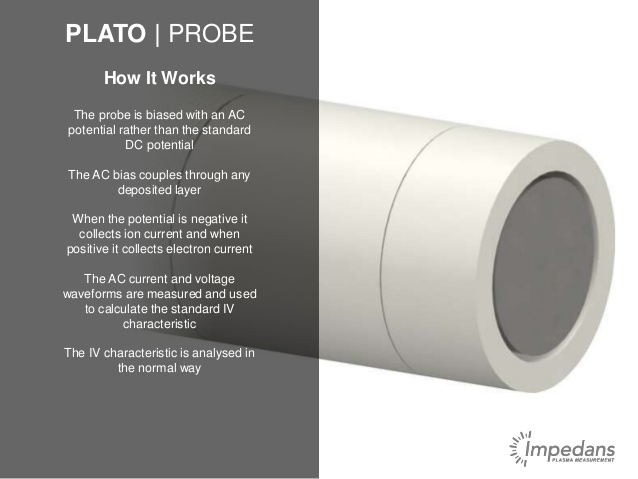 PLATO | PROBE
How It Works
The probe is biased with an AC
potential rather than the standard
DC potential
The AC bias couples through any
deposited layer
When the potential is negative it
collects ion current and when
positive it collects electron current
The AC current and voltage
waveforms are measured and used
to calculate the standard IV
characteristic
The IV characteristic is analysed in
the normal way
Impedans
PLASMA MEASUREMENT